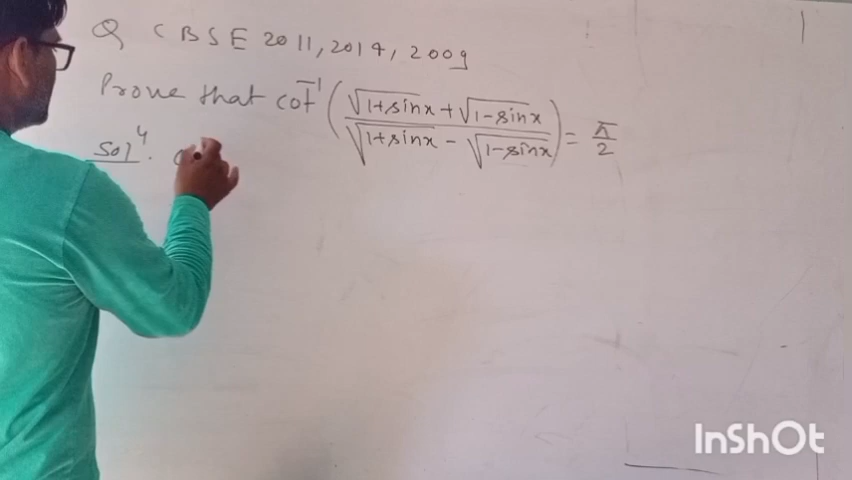 Q CBSE 2011, 2014, 2009
Prove that cot⁻¹ (√1+sinx + √1-sinx / √1+sinx - √1-sinx) = π/2
Solⁿ.
InShOt